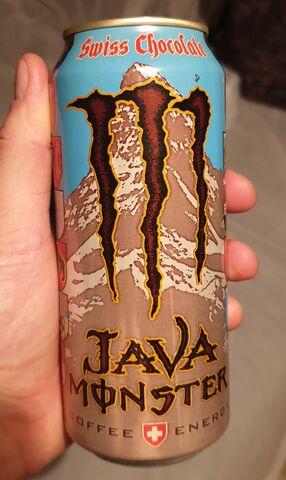 Swiss Chocolate
JAVA
MONSTER
COFFEE ENERGY